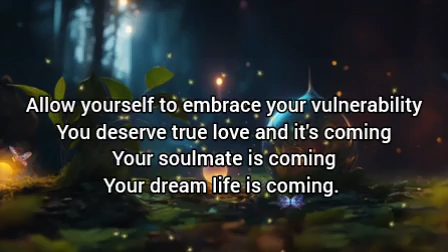 Allow yourself to embrace your vulnerability
You deserve true love and it's coming
Your soulmate is coming
Your dream life is coming.